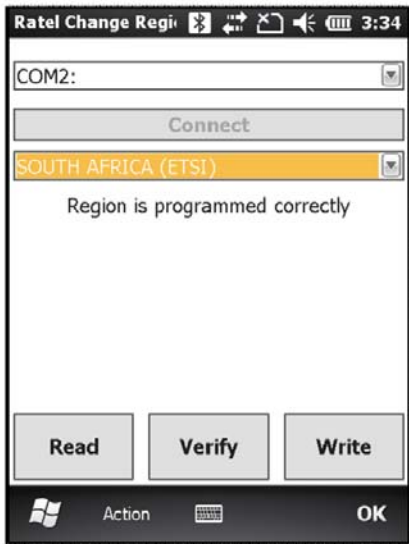 Ratel Change Regi 3:34
COM2:
Connect
SOUTH AFRICA (ETSI)
Region is programmed correctly
Read Verify Write
Action OK